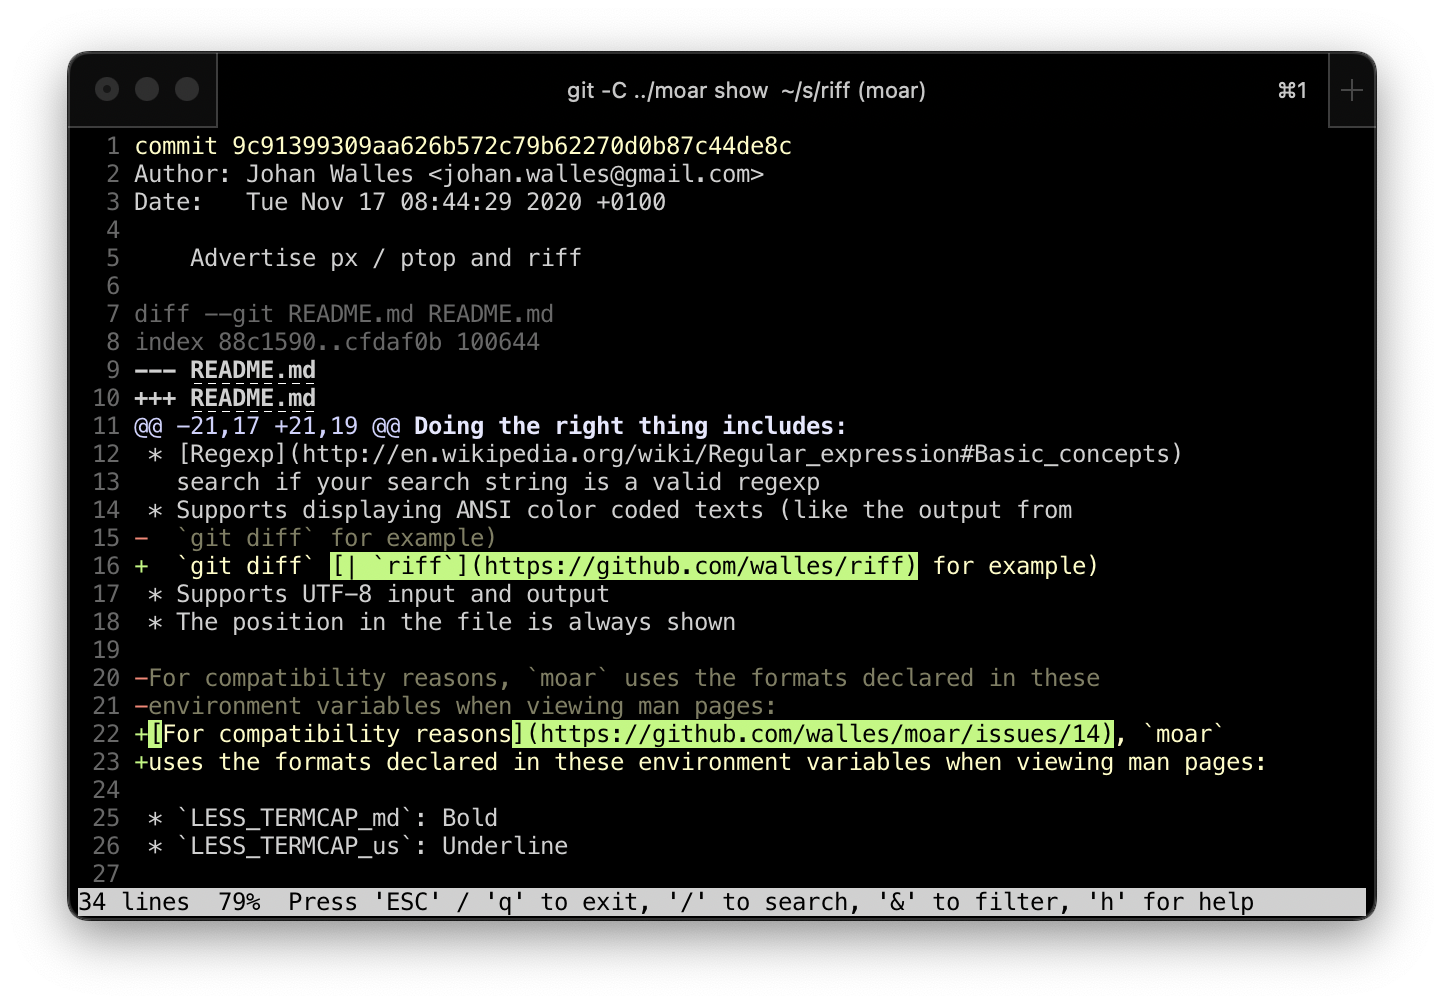 git -C ../moar show  ~/s/riff (moar)
⌘1
1 commit 9c91399309aa626b572c79b62270d0b87c44de8c
2 Author: Johan Walles <johan.walles@gmail.com>
3 Date:   Tue Nov 17 08:44:29 2020 +0100
4
5     Advertise px / ptop and riff
6
7 diff --git README.md README.md
8 index 88c1590..cfdaf0b 100644
9 --- README.md
10 +++ README.md
11 @@ -21,17 +21,19 @@ Doing the right thing includes:
12  * [Regexp](http://en.wikipedia.org/wiki/Regular_expression#Basic_concepts)
13    search if your search string is a valid regexp
14  * Supports displaying ANSI color coded texts (like the output from
15 -  `git diff` for example)
16 +  `git diff` [| `riff`](https://github.com/walles/riff) for example)
17  * Supports UTF-8 input and output
18  * The position in the file is always shown
19
20 -For compatibility reasons, `moar` uses the formats declared in these
21 -environment variables when viewing man pages:
22 +[For compatibility reasons](https://github.com/walles/moar/issues/14), `moar`
23 +uses the formats declared in these environment variables when viewing man pages:
24
25  * `LESS_TERMCAP_md`: Bold
26  * `LESS_TERMCAP_us`: Underline
27
34 lines  79%  Press 'ESC' / 'q' to exit, '/' to search, '&' to filter, 'h' for help